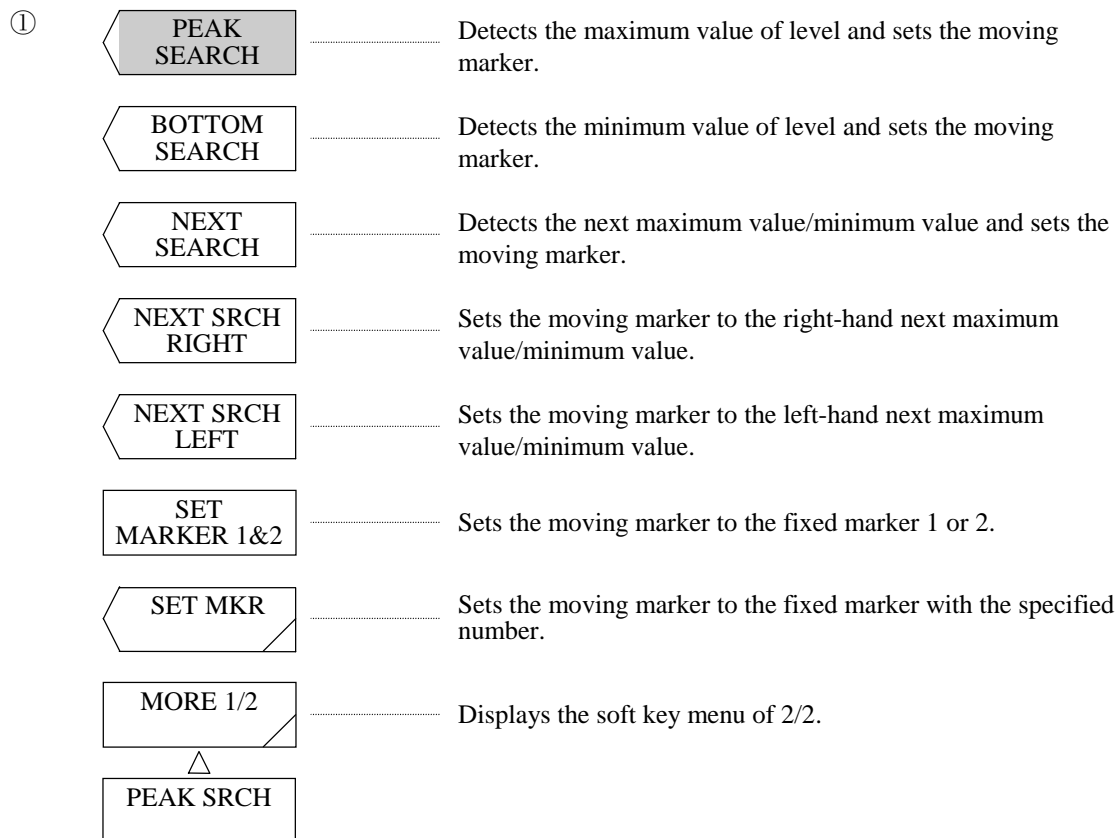 ①
PEAK
SEARCH
Detects the maximum value of level and sets the moving
marker.
BOTTOM
SEARCH
Detects the minimum value of level and sets the moving
marker.
NEXT
SEARCH
Detects the next maximum value/minimum value and sets the
moving marker.
NEXT SRCH
RIGHT
Sets the moving marker to the right-hand next maximum
value/minimum value.
NEXT SRCH
LEFT
Sets the moving marker to the left-hand next maximum
value/minimum value.
SET
MARKER 1&2
Sets the moving marker to the fixed marker 1 or 2.
SET MKR
Sets the moving marker to the fixed marker with the specified
number.
MORE 1/2
Displays the soft key menu of 2/2.
PEAK SRCH